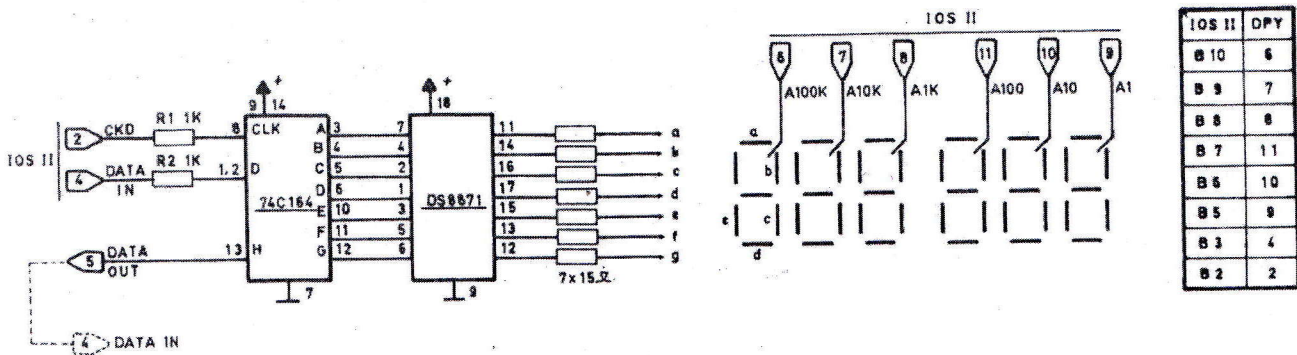 IOS II
6 7 8 11 10 9
A100K A10K A1K A100 A10 A1
+ +
9 14 18
2 CKD R1 1K 8 CLK A 3 7 11 a
B 4 4 14 b
IOS II
4 DATA IN R2 1K 1,2 D C 5 2 16 c
D 6 1 17 d
74C164 DS8871
E 10 3 15 e
F 11 5 13 f
5 DATA OUT 13 H G 12 6 12 g
7 9
4 DATA IN
a
b
e c
d
IOS II DPY
B 10 6
B 9 7
B 8 8
B 7 11
B 6 10
B 5 9
B 3 4
B 2 2